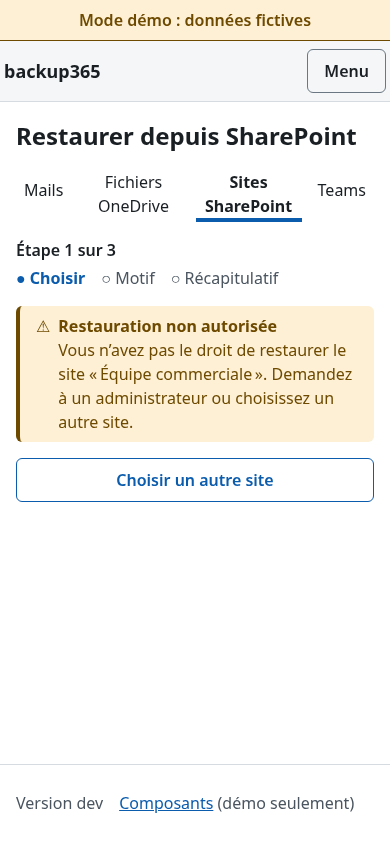 Mode démo : données fictives
backup365
Menu
Restaurer depuis SharePoint
Mails
Fichiers
OneDrive
Sites
SharePoint
Teams
Étape 1 sur 3
● Choisir ○ Motif ○ Récapitulatif
⚠ Restauration non autorisée
Vous n’avez pas le droit de restaurer le
site « Équipe commerciale ». Demandez
à un administrateur ou choisissez un
autre site.
Choisir un autre site
Version dev Composants (démo seulement)